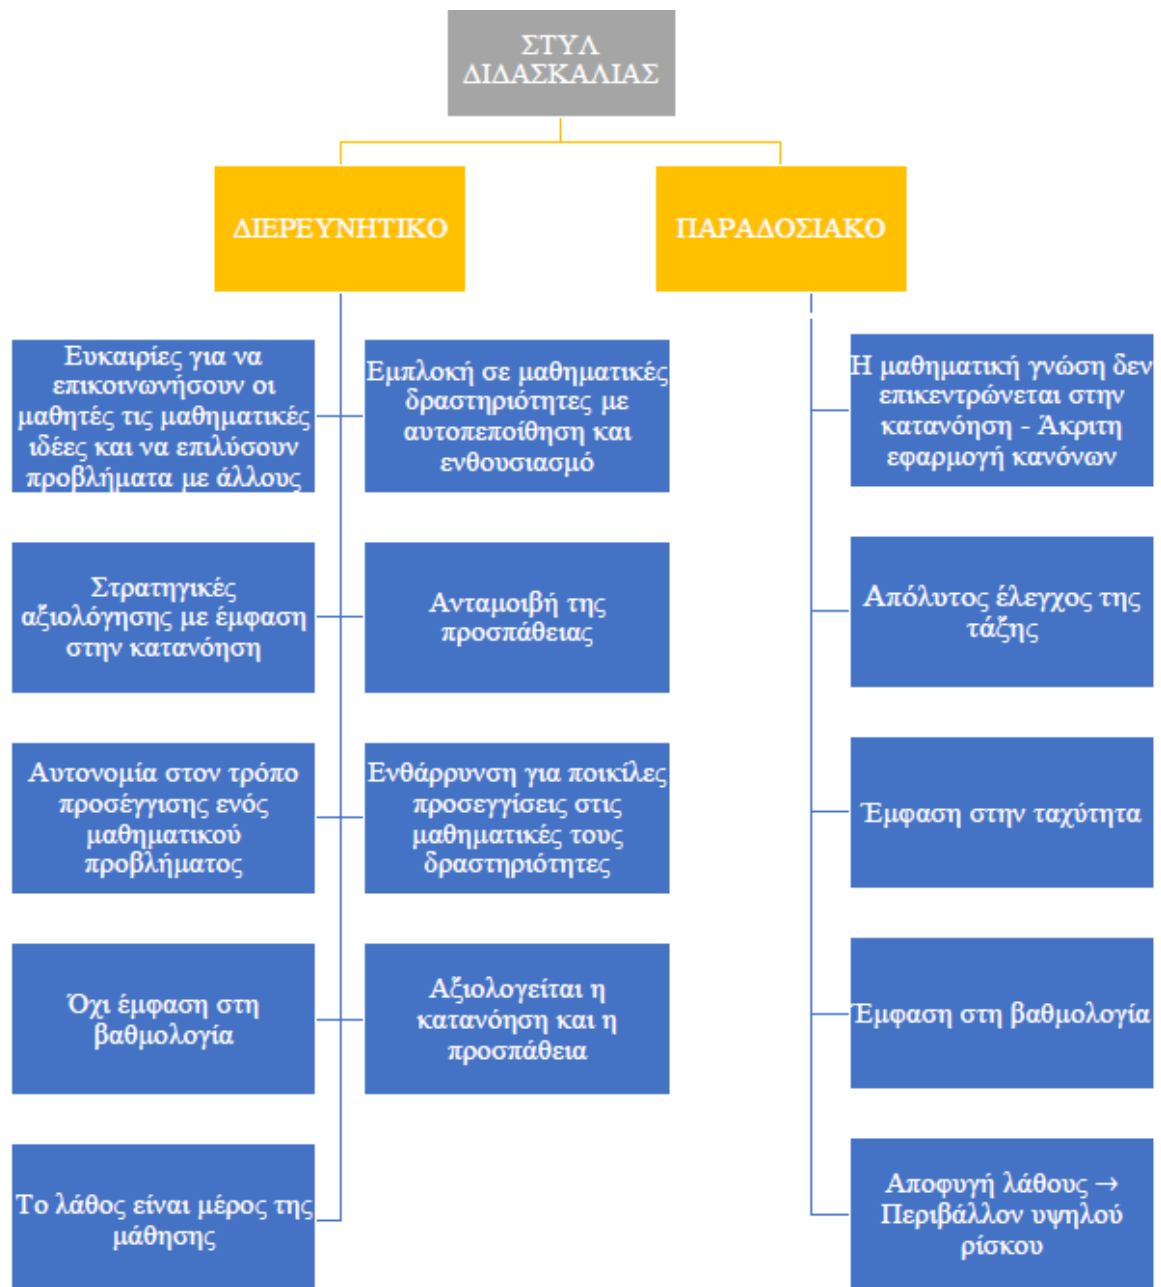 ΣΤΥΛ
ΔΙΔΑΣΚΑΛΙΑΣ
ΔΙΕΡΕΥΝΗΤΙΚΟ
ΠΑΡΑΔΟΣΙΑΚΟ
Ευκαιρίες για να
επικοινωνήσουν οι
μαθητές τις μαθηματικές
ιδέες και να επιλύσουν
προβλήματα με άλλους
Εμπλοκή σε μαθηματικές
δραστηριότητες με
αυτοπεποίθηση και
ενθουσιασμό
Η μαθηματική γνώση δεν
επικεντρώνεται στην
κατανόηση - Άκριτη
εφαρμογή κανόνων
Στρατηγικές
αξιολόγησης με έμφαση
στην κατανόηση
Ανταμοιβή της
προσπάθειας
Απόλυτος έλεγχος της
τάξης
Αυτονομία στον τρόπο
προσέγγισης ενός
μαθηματικού
προβλήματος
Ενθάρρυνση για ποικίλες
προσεγγίσεις στις
μαθηματικές τους
δραστηριότητες
Έμφαση στην ταχύτητα
Όχι έμφαση στη
βαθμολογία
Αξιολογείται η
κατανόηση και η
προσπάθεια
Έμφαση στη βαθμολογία
Το λάθος είναι μέρος της
μάθησης
Αποφυγή λάθους →
Περιβάλλον υψηλού
ρίσκου